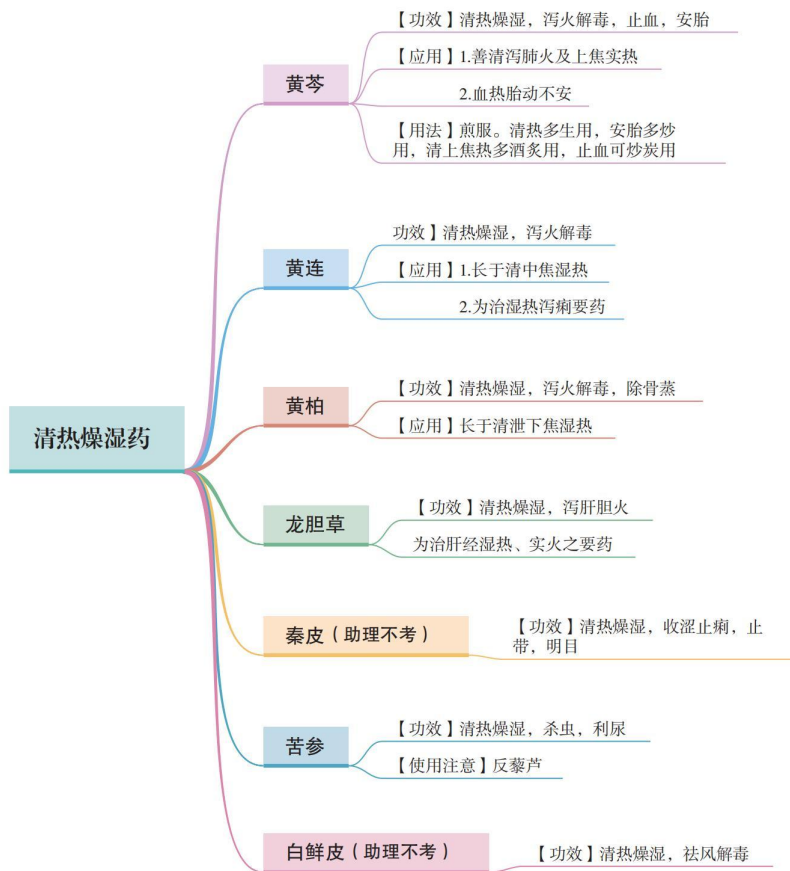 清热燥湿药
黄芩
【功效】清热燥湿，泻火解毒，止血，安胎
【应用】1.善清泻肺火及上焦实热
2.血热胎动不安
【用法】煎服。清热多生用，安胎多炒
用，清上焦热多酒炙用，止血可炒炭用
黄连
功效】清热燥湿，泻火解毒
【应用】1.长于清中焦湿热
2.为治湿热泻痢要药
黄柏
【功效】清热燥湿，泻火解毒，除骨蒸
【应用】长于清泄下焦湿热
龙胆草
【功效】清热燥湿，泻肝胆火
为治肝经湿热、实火之要药
秦皮（助理不考）
【功效】清热燥湿，收涩止痢，止
带，明目
苦参
【功效】清热燥湿，杀虫，利尿
【使用注意】反藜芦
白鲜皮（助理不考）
【功效】清热燥湿，祛风解毒